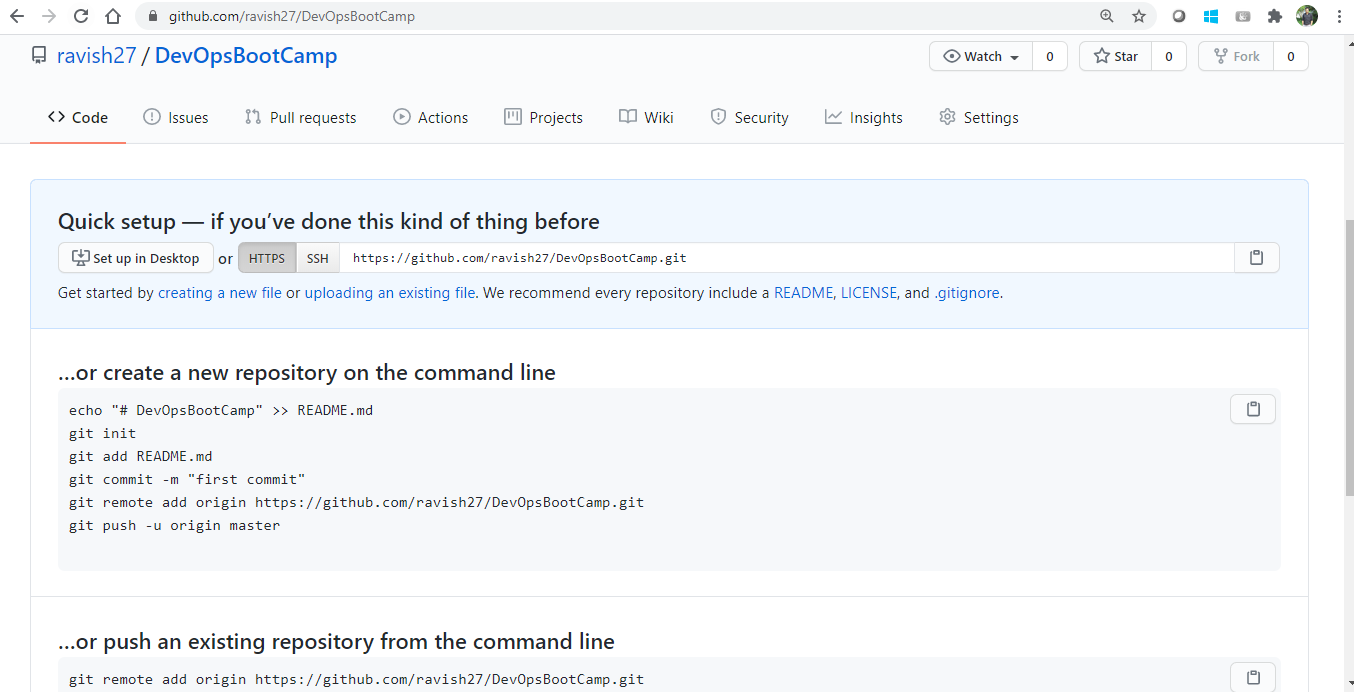 github.com/ravish27/DevOpsBootCamp
ravish27 / DevOpsBootCamp
Watch 0 Star 0 Fork 0
Code Issues Pull requests Actions Projects Wiki Security Insights Settings
Quick setup — if you’ve done this kind of thing before
Set up in Desktop or HTTPS SSH https://github.com/ravish27/DevOpsBootCamp.git
Get started by creating a new file or uploading an existing file. We recommend every repository include a README, LICENSE, and .gitignore.
…or create a new repository on the command line
echo "# DevOpsBootCamp" >> README.md
git init
git add README.md
git commit -m "first commit"
git remote add origin https://github.com/ravish27/DevOpsBootCamp.git
git push -u origin master
…or push an existing repository from the command line
git remote add origin https://github.com/ravish27/DevOpsBootCamp.git